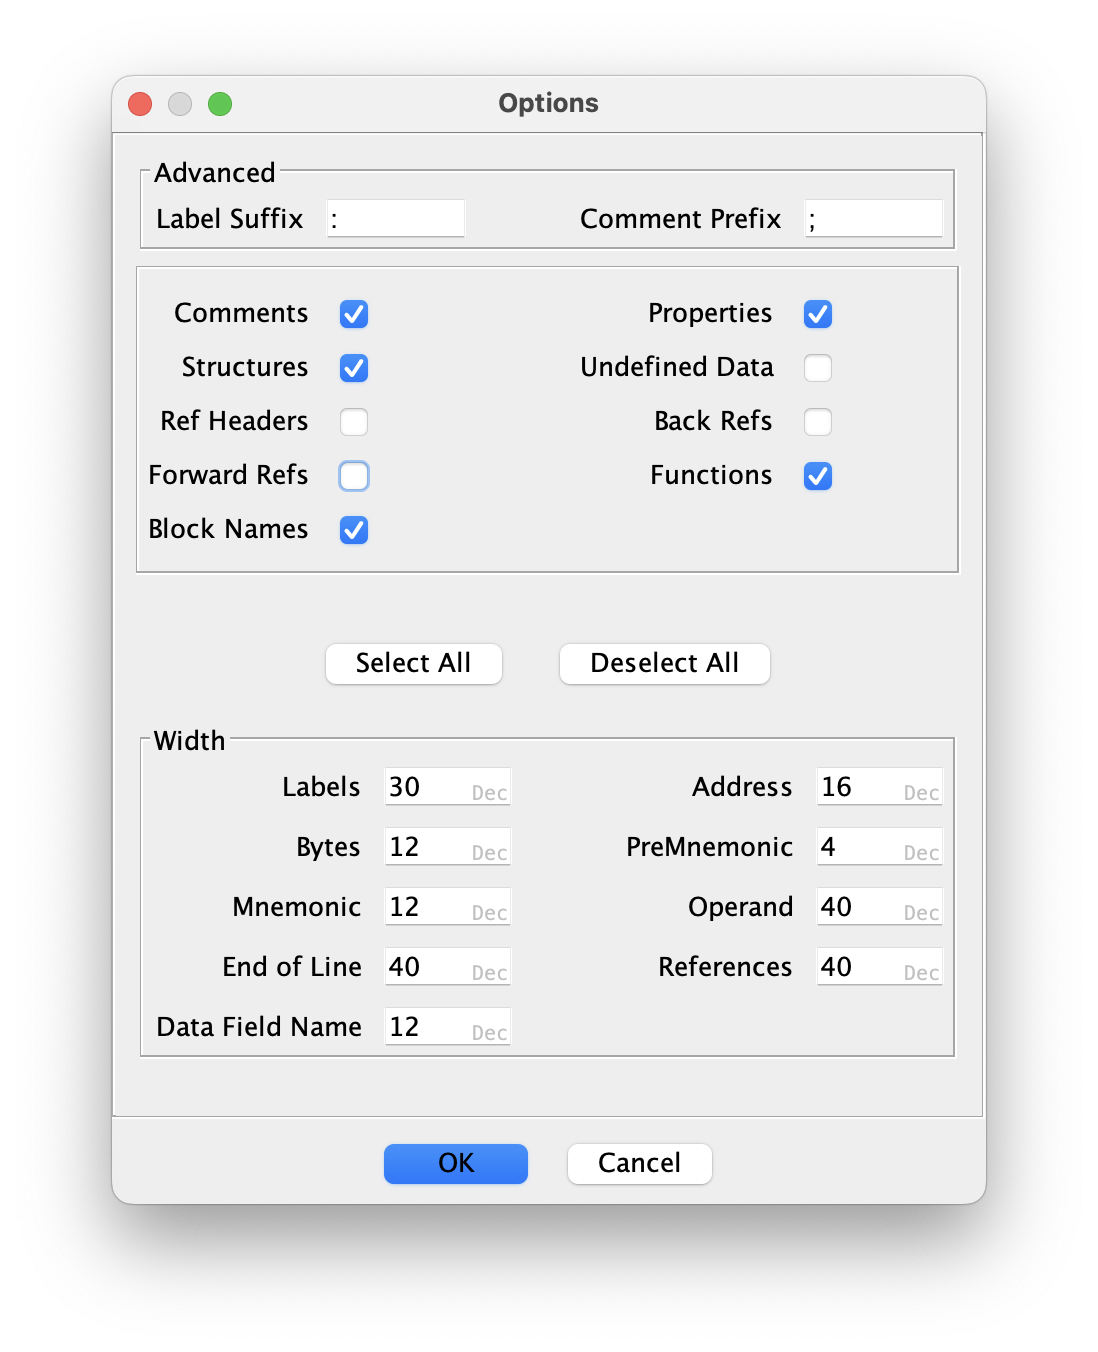 Options
Advanced
Label Suffix : Comment Prefix ;
Comments Properties
Structures Undefined Data
Ref Headers Back Refs
Forward Refs Functions
Block Names
Select All Deselect All
Width
Labels 30 Dec Address 16 Dec
Bytes 12 Dec PreMnemonic 4 Dec
Mnemonic 12 Dec Operand 40 Dec
End of Line 40 Dec References 40 Dec
Data Field Name 12 Dec
OK Cancel